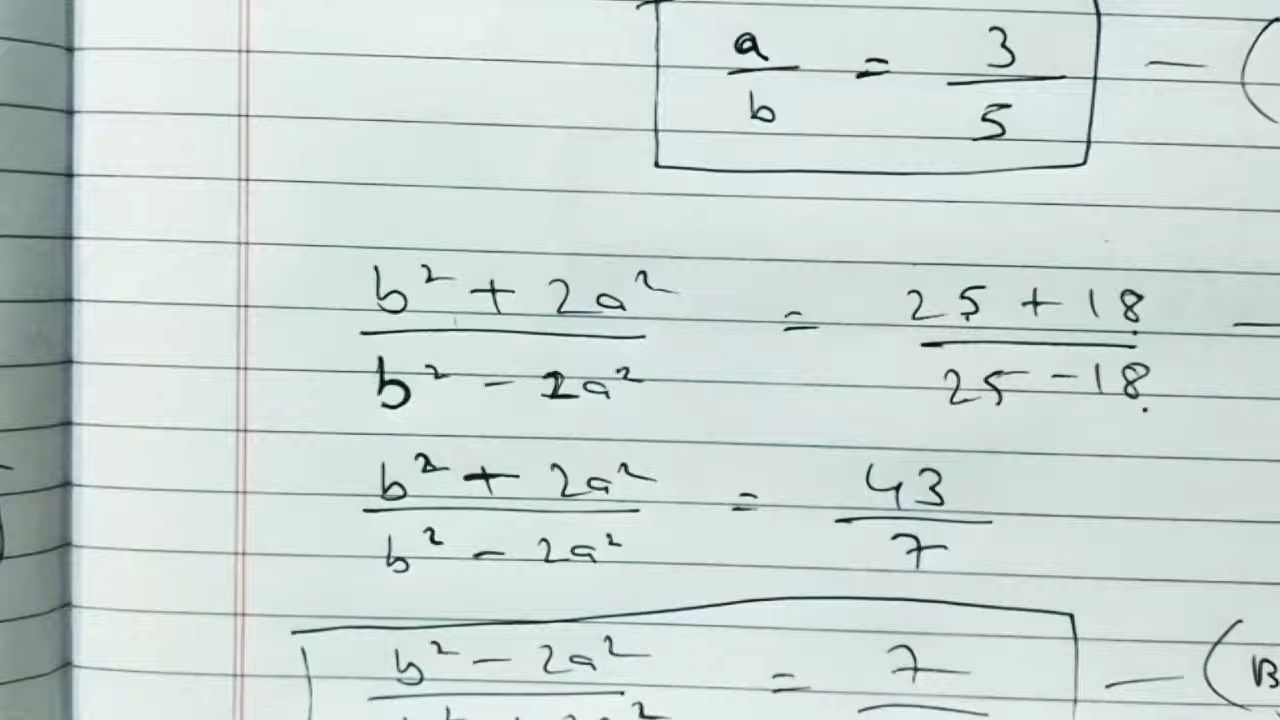 a/b = 3/5 — (
b² + 2a² / b² - 2a² = 25 + 18 / 25 - 18 —
b² + 2a² / b² - 2a² = 43 / 7
b² - 2a² = 7 — (B